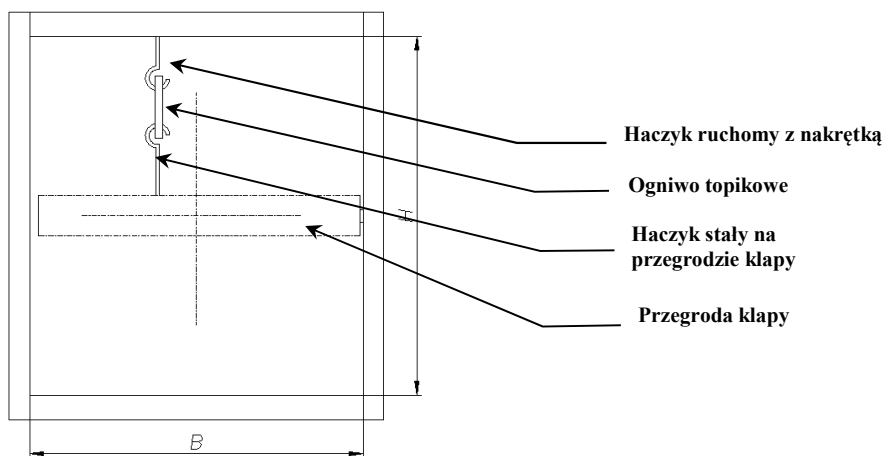 Haczyk ruchomy z nakrętką
Ogniwo topikowe
H
Haczyk stały na
przegrodzie klapy
Przegroda klapy
B